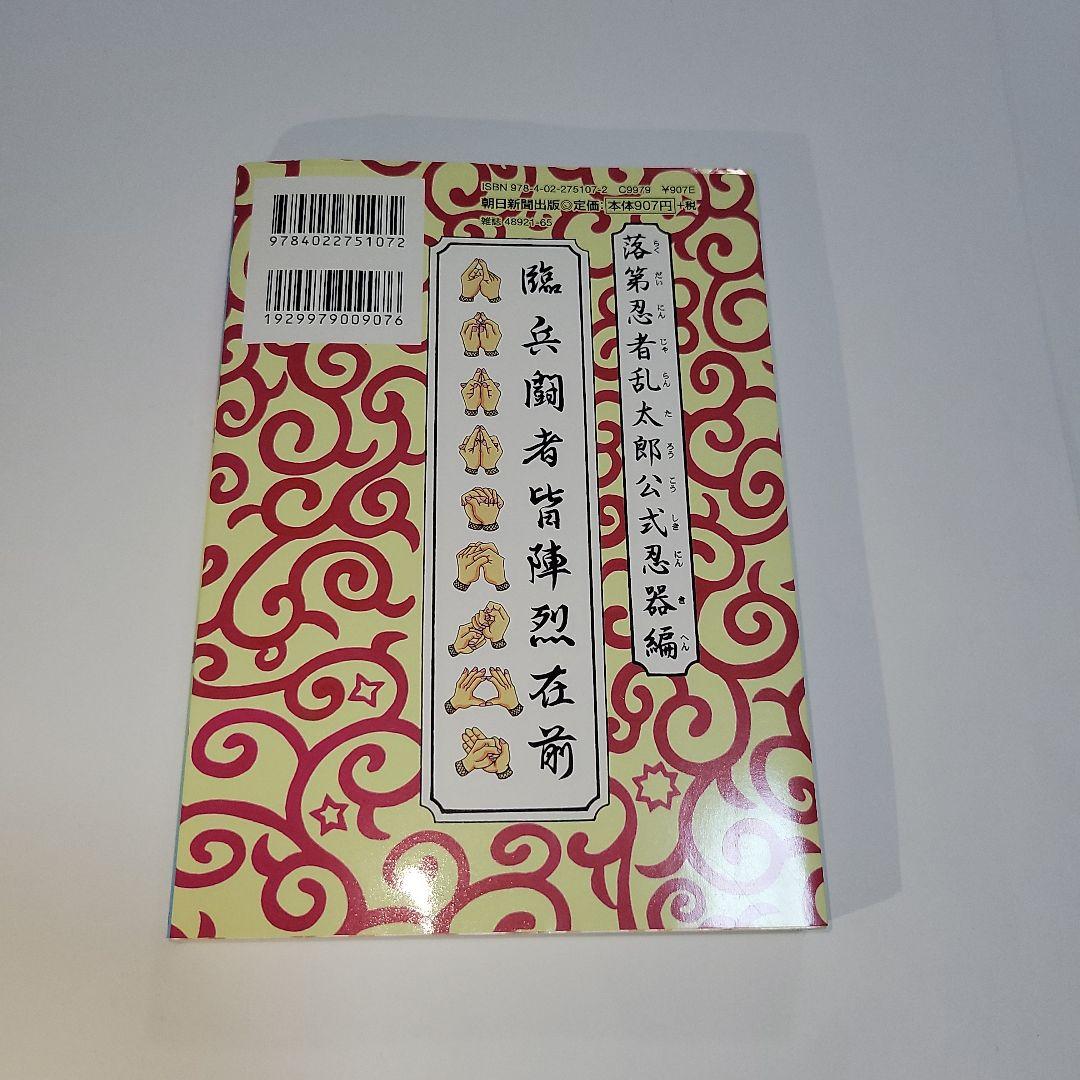 ISBN 978-4-02-275107-2 C9979 ¥907E
朝日新聞出版◎定価:本体907円+税
雑誌 48921-65
9784022751072
1929979009076
落第忍者乱太郎公式忍器編
らくだいにんじゃらんたろうこうしきにんきへん
臨兵闘者皆陣烈在前